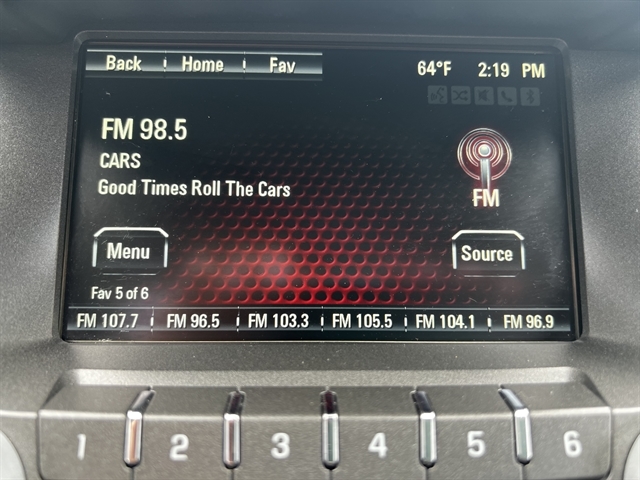 Back Home Fav 64°F 2:19 PM
FM 98.5
CARS
Good Times Roll The Cars
FM
Menu Source
Fav 5 of 6
FM 107.7 FM 96.5 FM 103.3 FM 105.5 FM 104.1 FM 96.9
1 2 3 4 5 6